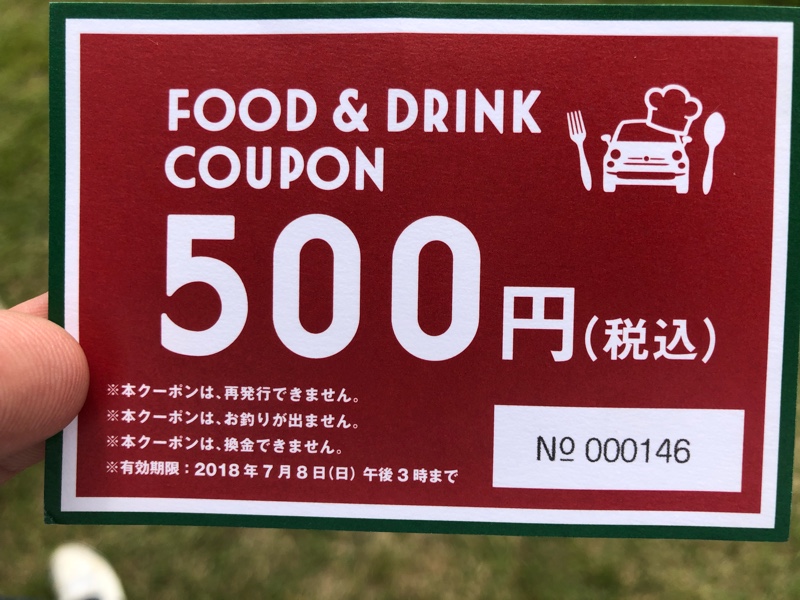 FOOD & DRINK
COUPON
500円(税込)
※本クーポンは、再発行できません。
※本クーポンは、お釣りが出ません。
※本クーポンは、換金できません。
※有効期限：2018年7月8日(日) 午後3時まで
№ 000146